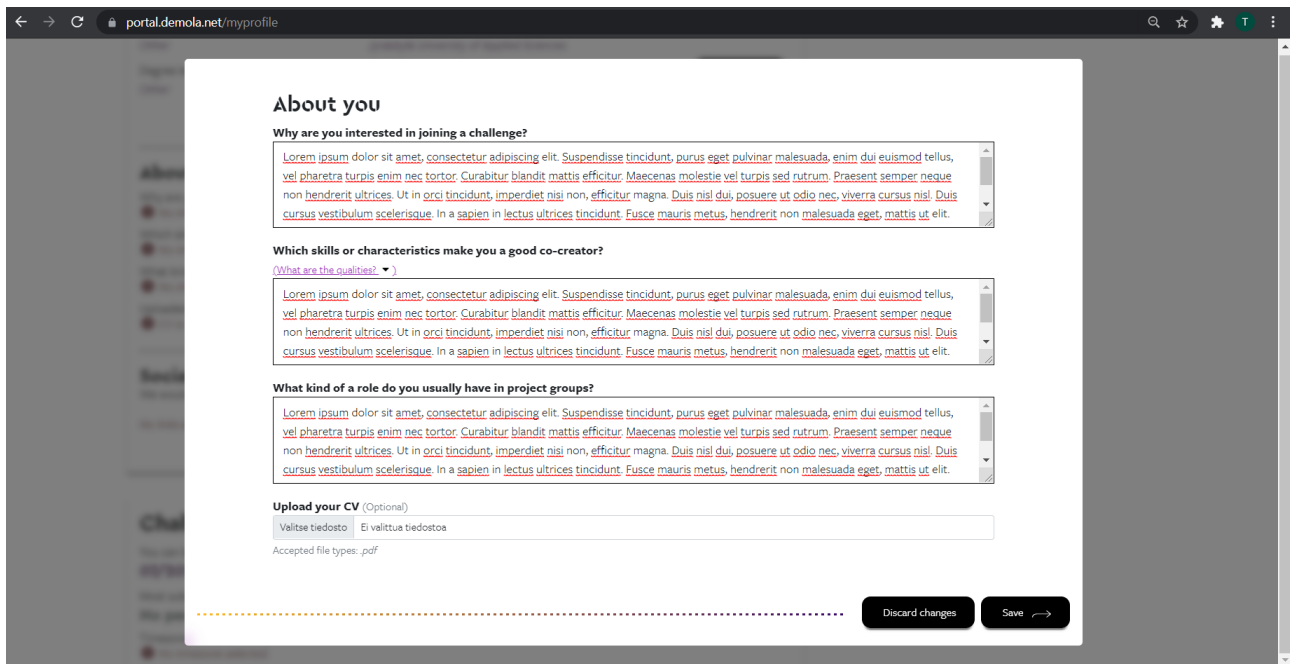 portal.demola.net/myprofile
T
About you
Why are you interested in joining a challenge?
Lorem ipsum dolor sit amet, consectetur adipiscing elit. Suspendisse tincidunt, purus eget pulvinar malesuada, enim dui euismod tellus,
vel pharetra turpis enim nec tortor. Curabitur blandit mattis efficitur. Maecenas molestie vel turpis sed rutrum. Praesent semper neque
non hendrerit ultrices. Ut in orci tincidunt, imperdiet nisi non, efficitur magna. Duis nisl dui, posuere ut odio nec, viverra cursus nisl. Duis
cursus vestibulum scelerisque. In a sapien in lectus ultrices tincidunt. Fusce mauris metus, hendrerit non malesuada eget, mattis ut elit.
Which skills or characteristics make you a good co-creator?
(What are the qualities? )
Lorem ipsum dolor sit amet, consectetur adipiscing elit. Suspendisse tincidunt, purus eget pulvinar malesuada, enim dui euismod tellus,
vel pharetra turpis enim nec tortor. Curabitur blandit mattis efficitur. Maecenas molestie vel turpis sed rutrum. Praesent semper neque
non hendrerit ultrices. Ut in orci tincidunt, imperdiet nisi non, efficitur magna. Duis nisl dui, posuere ut odio nec, viverra cursus nisl. Duis
cursus vestibulum scelerisque. In a sapien in lectus ultrices tincidunt. Fusce mauris metus, hendrerit non malesuada eget, mattis ut elit.
What kind of a role do you usually have in project groups?
Lorem ipsum dolor sit amet, consectetur adipiscing elit. Suspendisse tincidunt, purus eget pulvinar malesuada, enim dui euismod tellus,
vel pharetra turpis enim nec tortor. Curabitur blandit mattis efficitur. Maecenas molestie vel turpis sed rutrum. Praesent semper neque
non hendrerit ultrices. Ut in orci tincidunt, imperdiet nisi non, efficitur magna. Duis nisl dui, posuere ut odio nec, viverra cursus nisl. Duis
cursus vestibulum scelerisque. In a sapien in lectus ultrices tincidunt. Fusce mauris metus, hendrerit non malesuada eget, mattis ut elit.
Upload your CV (Optional)
Valitse tiedosto Ei valittua tiedostoa
Accepted file types: .pdf
Discard changes Save